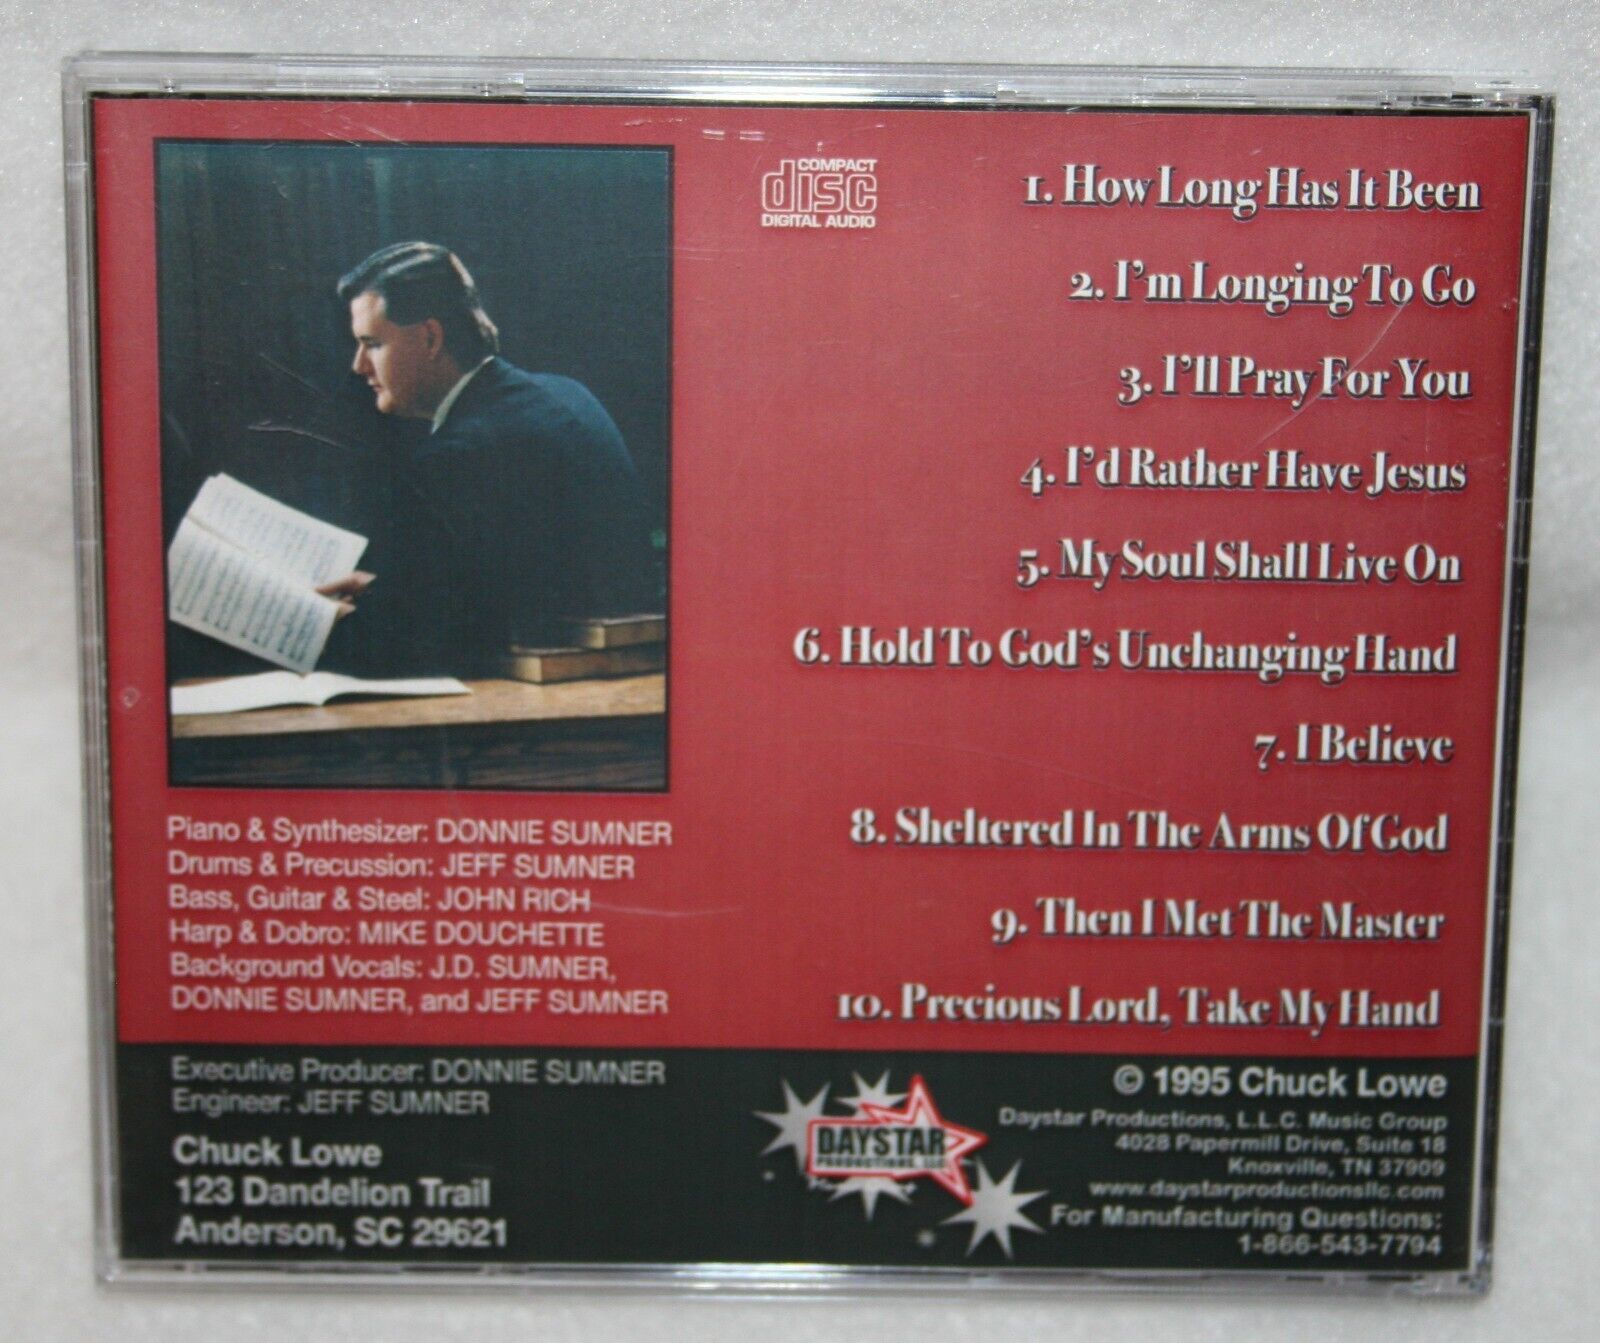 COMPACT
disc
DIGITAL AUDIO
1. How Long Has It Been
2. I'm Longing To Go
3. I'll Pray For You
4. I'd Rather Have Jesus
5. My Soul Shall Live On
6. Hold To God's Unchanging Hand
7. I Believe
8. Sheltered In The Arms Of God
9. Then I Met The Master
10. Precious Lord, Take My Hand
Piano & Synthesizer: DONNIE SUMNER
Drums & Precussion: JEFF SUMNER
Bass, Guitar & Steel: JOHN RICH
Harp & Dobro: MIKE DOUCHETTE
Background Vocals: J.D. SUMNER,
DONNIE SUMNER, and JEFF SUMNER
Executive Producer: DONNIE SUMNER
Engineer: JEFF SUMNER
Chuck Lowe
123 Dandelion Trail
Anderson, SC 29621
DAYSTAR
PRODUCTIONS, LLC
© 1995 Chuck Lowe
Daystar Productions, L.L.C. Music Group
4028 Papermill Drive, Suite 18
Knoxville, TN 37909
www.daystarproductionsllc.com
For Manufacturing Questions:
1-866-543-7794